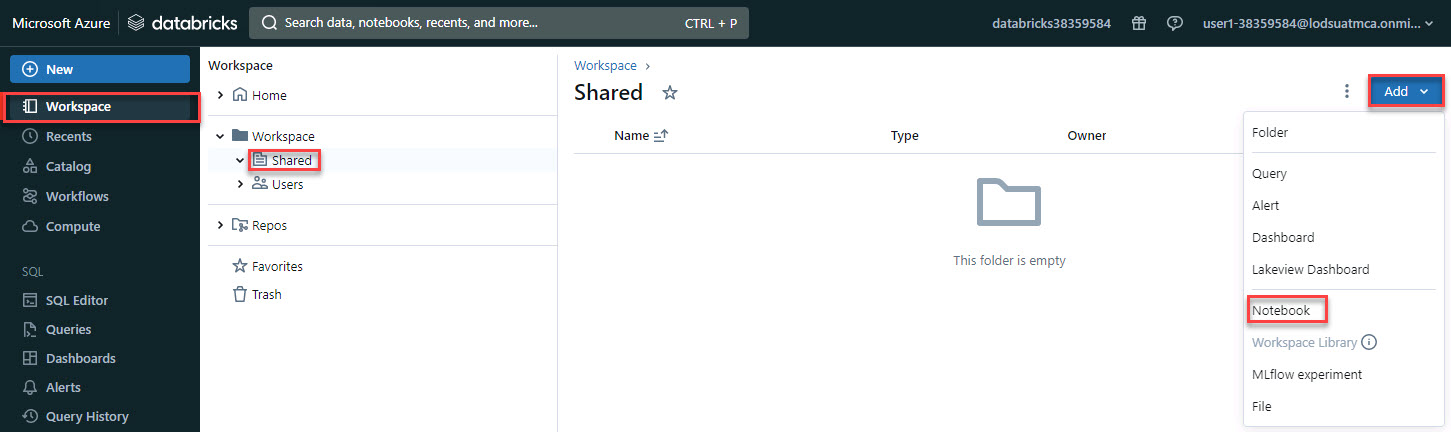 Microsoft Azure databricks Search data, notebooks, recents, and more... CTRL + P databricks38359584 user1-38359584@lodsuatmca.onmi...
New
Workspace
Recents
Catalog
Workflows
Compute
SQL
SQL Editor
Queries
Dashboards
Alerts
Query History
Workspace
Home
Workspace
Shared
Users
Repos
Favorites
Trash
Workspace >
Shared
Add
Name Type Owner
This folder is empty
Folder
Query
Alert
Dashboard
Lakeview Dashboard
Notebook
Workspace Library
MLflow experiment
File